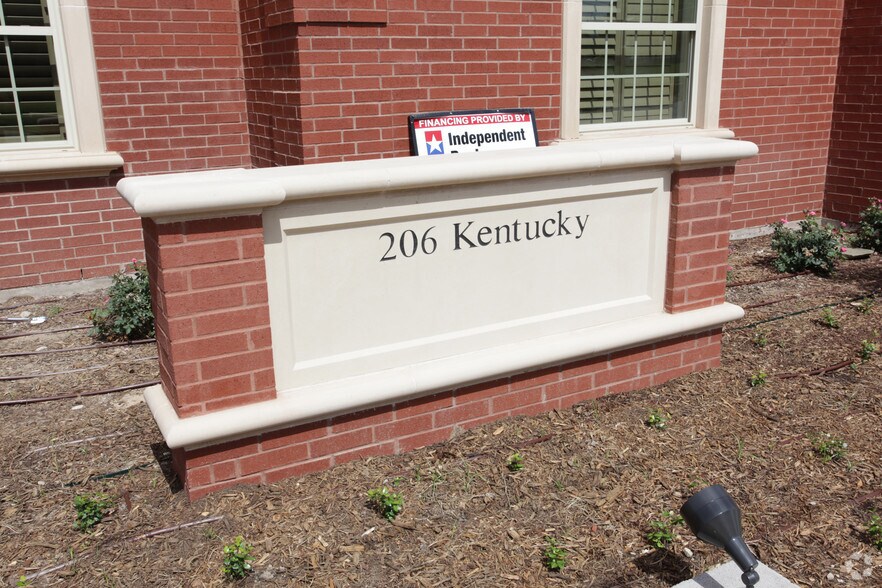 FINANCING PROVIDED BY
Independent
206 Kentucky